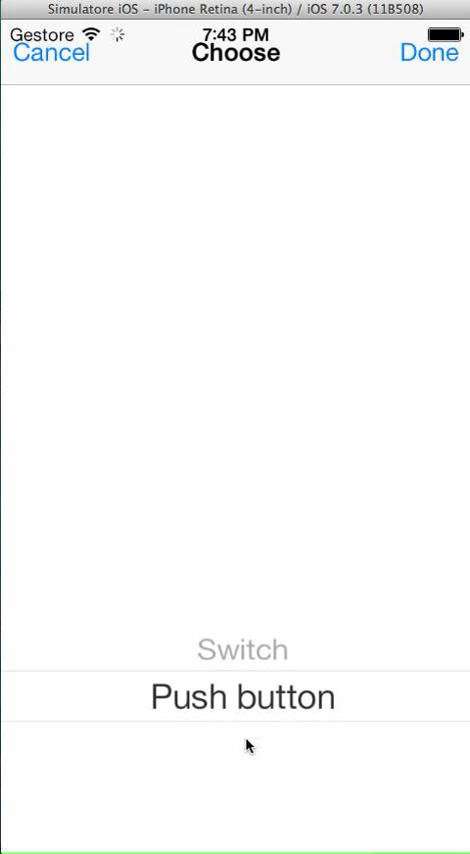 Simulatore iOS - iPhone Retina (4-inch) / iOS 7.0.3 (11B508)
Gestore 7:43 PM
Cancel Choose Done
Switch
Push button